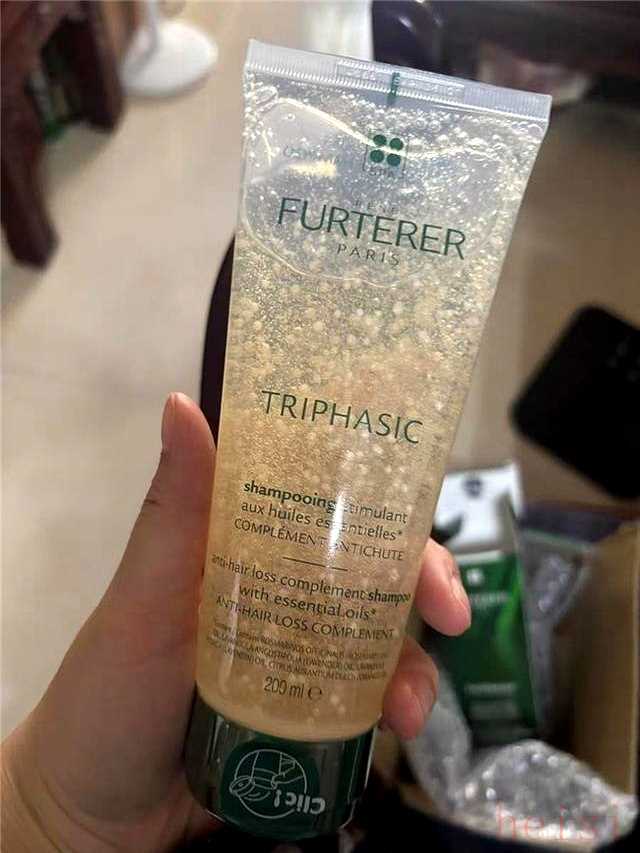 RENÉ
FURTERER
PARIS
TRIPHASIC
shampooing stimulant
aux huiles essentielles*
COMPLÉMENT ANTICHUTE
anti-hair loss complement shampoo
with essential oils*
ANTI-HAIR LOSS COMPLEMENT
200 ml e
Clic!